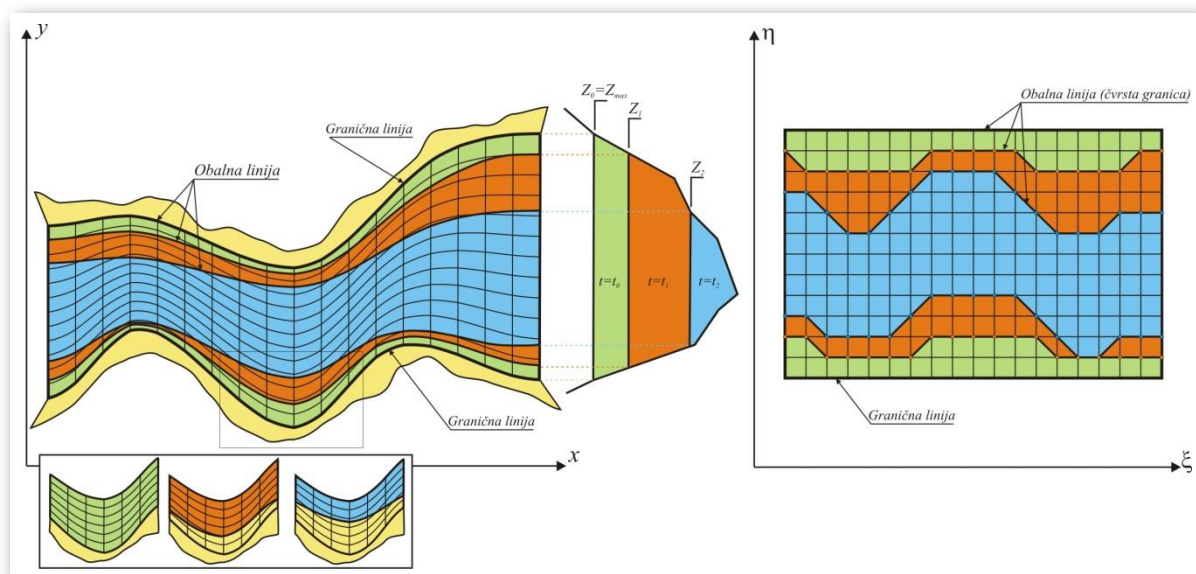 y
Granična linija
Obalna linija
Granična linija
x
Z₀=Zmax
Z₁
Z₂
t=t₀
t=t₁
t=t₂
η
Obalna linija (čvrsta granica)
Granična linija
ξ